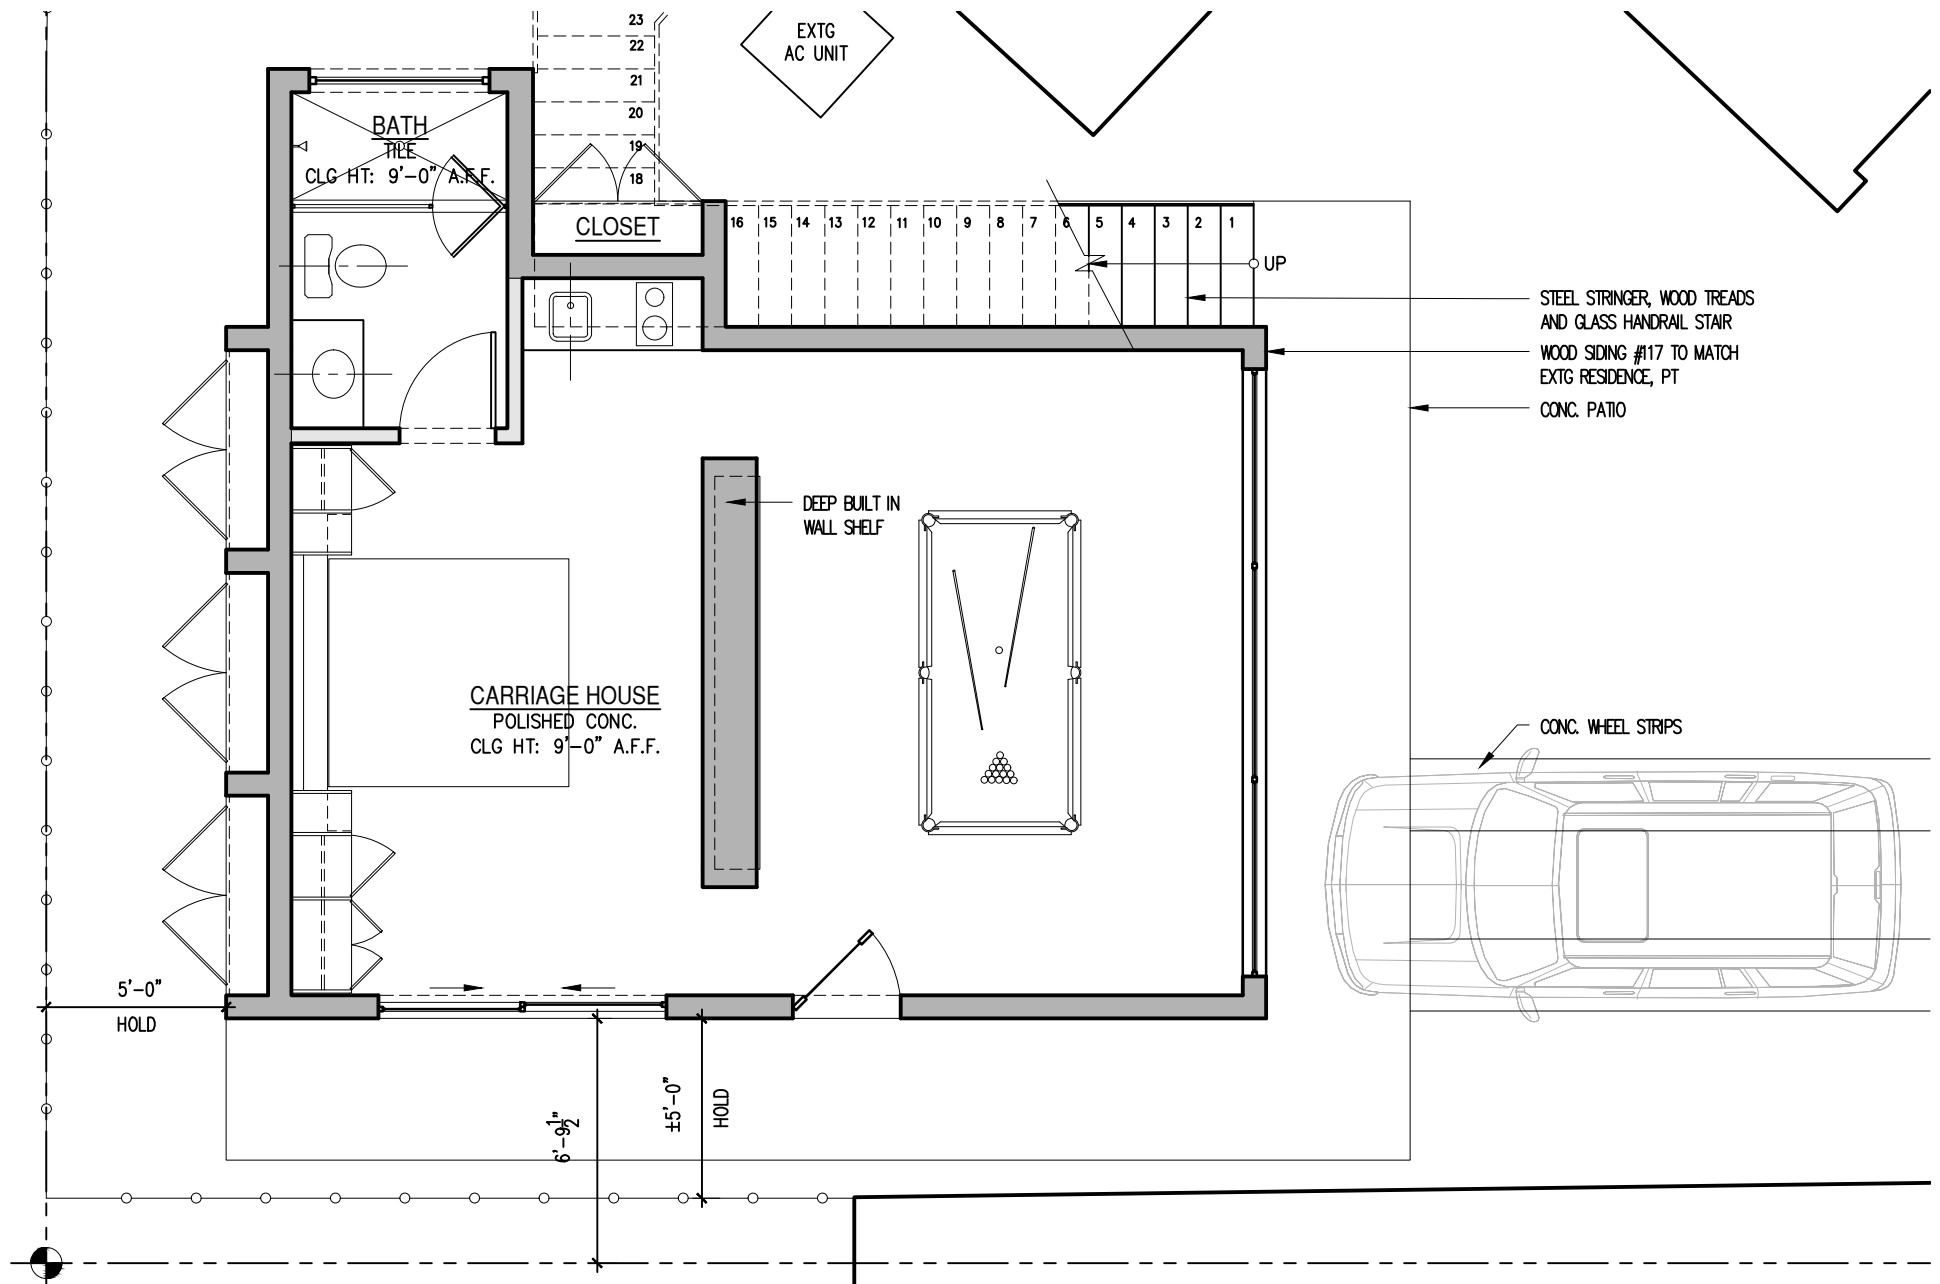 23
22
21
20
19
18
EXTG
AC UNIT
BATH
TILE
CLG HT: 9'-0" A.F.F.
CLOSET
16 15 14 13 12 11 10 9 8 7 6 5 4 3 2 1
UP
STEEL STRINGER, WOOD TREADS
AND GLASS HANDRAIL STAIR
WOOD SIDING #117 TO MATCH
EXTG RESIDENCE, PT
CONC. PATIO
DEEP BUILT IN
WALL SHELF
CARRIAGE HOUSE
POLISHED CONC.
CLG HT: 9'-0" A.F.F.
CONC. WHEEL STRIPS
5'-0"
HOLD
6'-9 1/2"
±5'-0"
HOLD